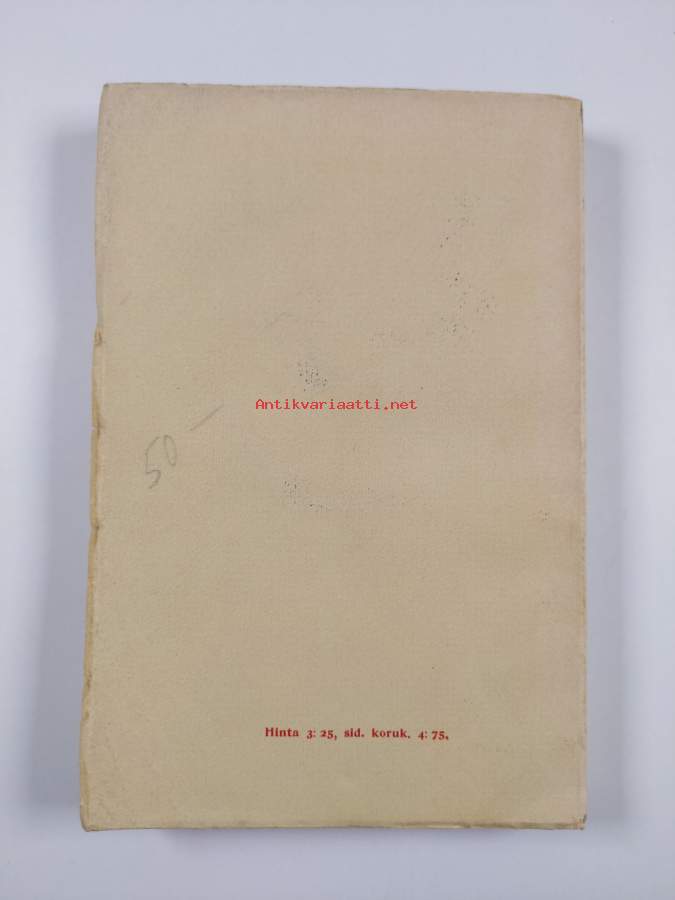 Antikvariaatti.net
50 –
Hinta 3: 25, sid. koruk. 4: 75.